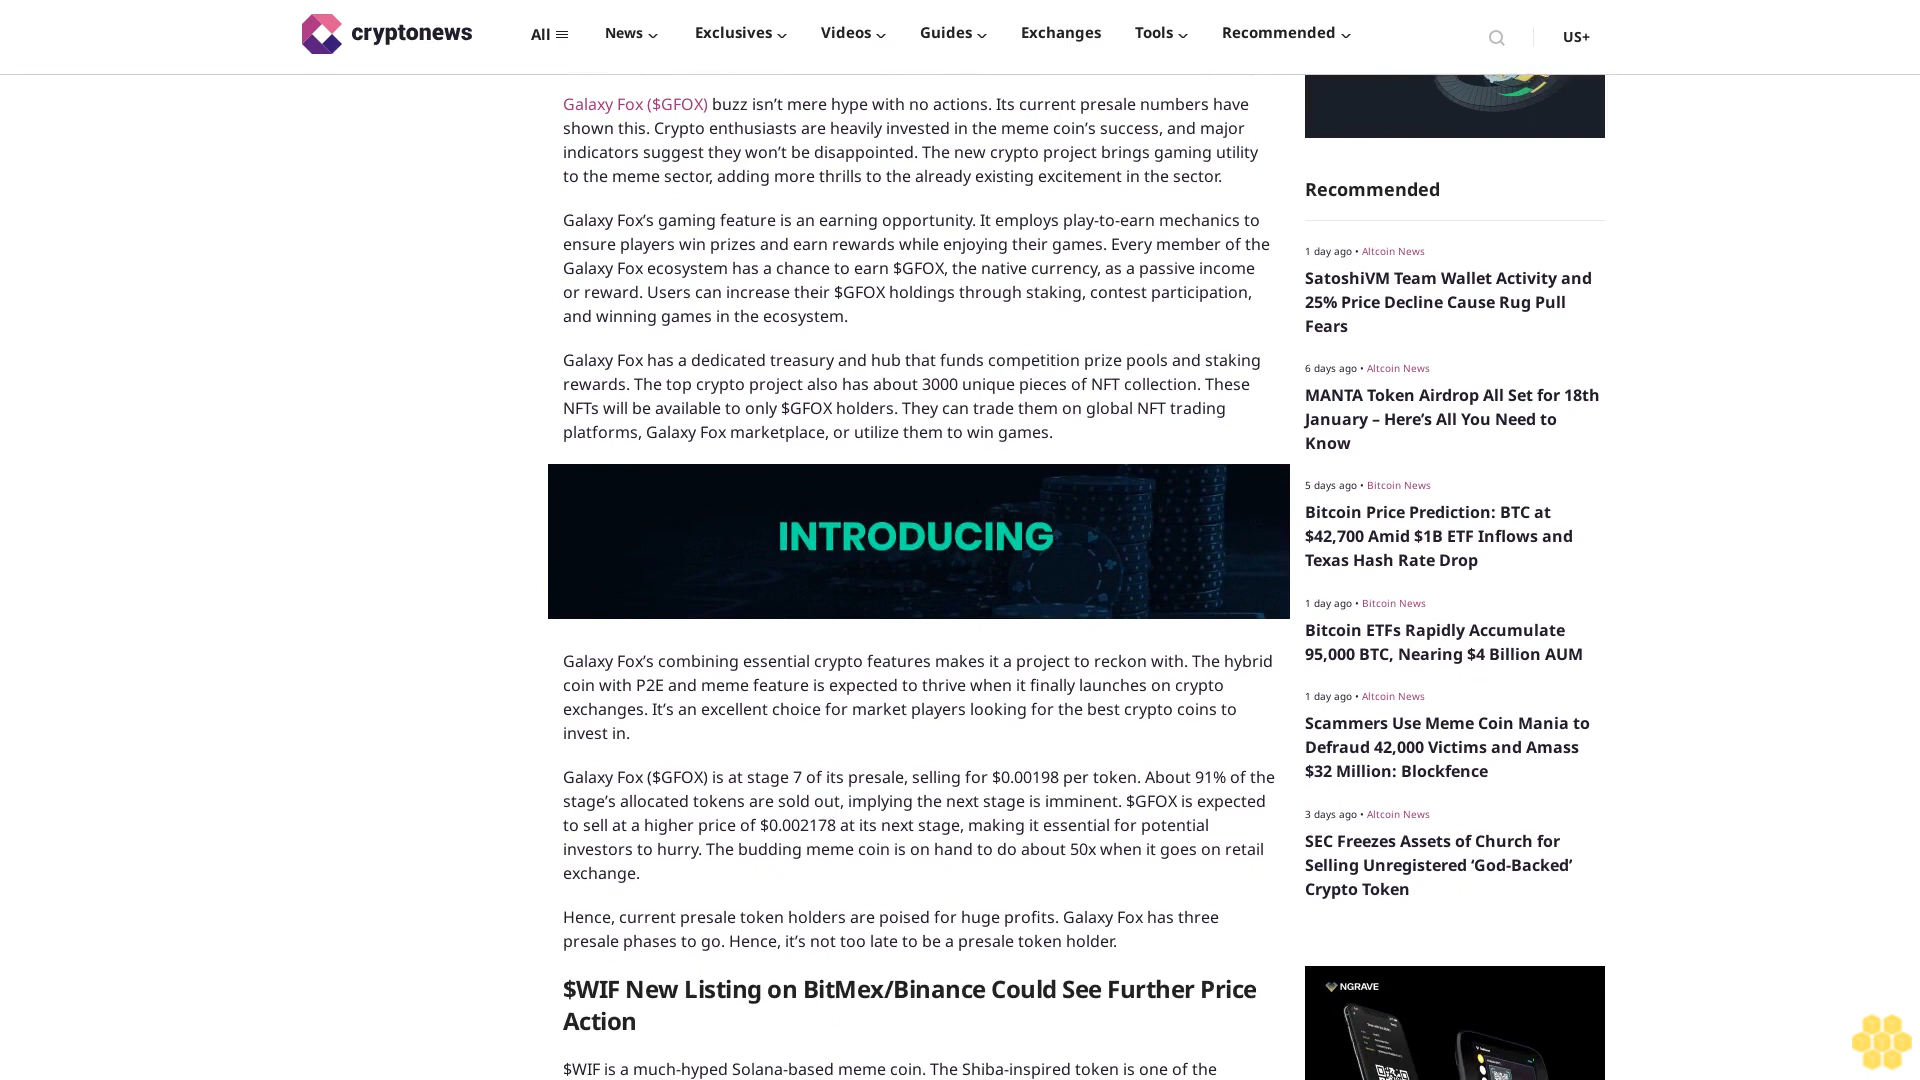 cryptonews
All
News
Exclusives
Videos
Guides
Exchanges
Tools
Recommended
US+
Galaxy Fox ($GFOX) buzz isn’t mere hype with no actions. Its current presale numbers have
shown this. Crypto enthusiasts are heavily invested in the meme coin’s success, and major
indicators suggest they won’t be disappointed. The new crypto project brings gaming utility
to the meme sector, adding more thrills to the already existing excitement in the sector.
Galaxy Fox’s gaming feature is an earning opportunity. It employs play-to-earn mechanics to
ensure players win prizes and earn rewards while enjoying their games. Every member of the
Galaxy Fox ecosystem has a chance to earn $GFOX, the native currency, as a passive income
or reward. Users can increase their $GFOX holdings through staking, contest participation,
and winning games in the ecosystem.
Galaxy Fox has a dedicated treasury and hub that funds competition prize pools and staking
rewards. The top crypto project also has about 3000 unique pieces of NFT collection. These
NFTs will be available to only $GFOX holders. They can trade them on global NFT trading
platforms, Galaxy Fox marketplace, or utilize them to win games.
INTRODUCING
Galaxy Fox’s combining essential crypto features makes it a project to reckon with. The hybrid
coin with P2E and meme feature is expected to thrive when it finally launches on crypto
exchanges. It’s an excellent choice for market players looking for the best crypto coins to
invest in.
Galaxy Fox ($GFOX) is at stage 7 of its presale, selling for $0.00198 per token. About 91% of the
stage’s allocated tokens are sold out, implying the next stage is imminent. $GFOX is expected
to sell at a higher price of $0.002178 at its next stage, making it essential for potential
investors to hurry. The budding meme coin is on hand to do about 50x when it goes on retail
exchange.
Hence, current presale token holders are poised for huge profits. Galaxy Fox has three
presale phases to go. Hence, it’s not too late to be a presale token holder.
$WIF New Listing on BitMex/Binance Could See Further Price
Action
$WIF is a much-hyped Solana-based meme coin. The Shiba-inspired token is one of the
Recommended
1 day ago • Altcoin News
SatoshiVM Team Wallet Activity and
25% Price Decline Cause Rug Pull
Fears
6 days ago • Altcoin News
MANTA Token Airdrop All Set for 18th
January – Here’s All You Need to
Know
5 days ago • Bitcoin News
Bitcoin Price Prediction: BTC at
$42,700 Amid $1B ETF Inflows and
Texas Hash Rate Drop
1 day ago • Bitcoin News
Bitcoin ETFs Rapidly Accumulate
95,000 BTC, Nearing $4 Billion AUM
1 day ago • Altcoin News
Scammers Use Meme Coin Mania to
Defraud 42,000 Victims and Amass
$32 Million: Blockfence
3 days ago • Altcoin News
SEC Freezes Assets of Church for
Selling Unregistered ‘God-Backed’
Crypto Token
NGRAVE